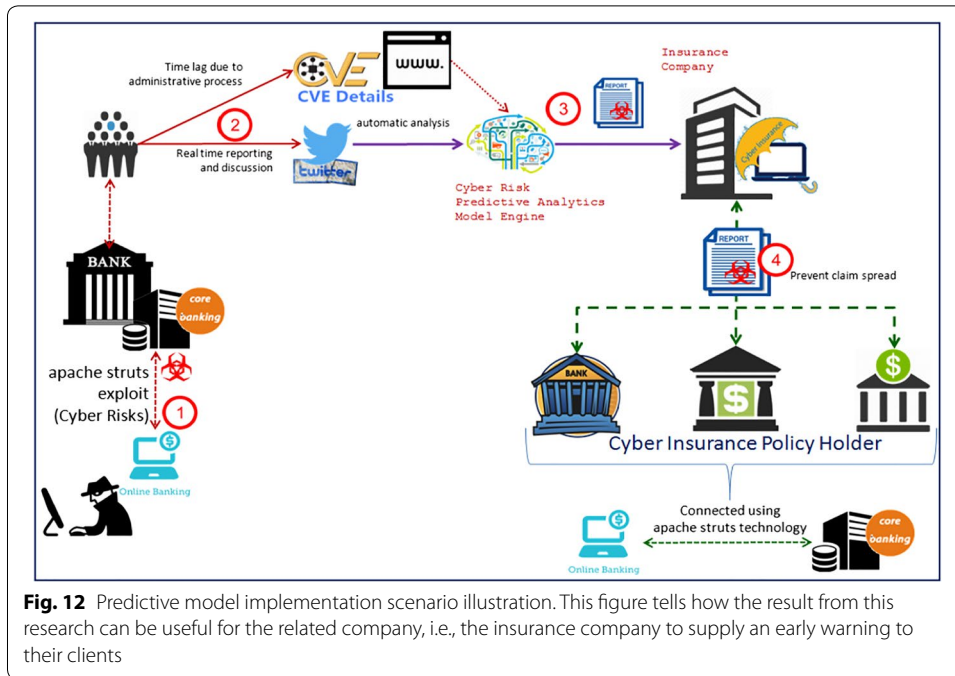 Time lag due to
administrative process
CVE
CVE Details
www.
2
Real time reporting
and discussion
twitter
automatic analysis
3
REPORT
Insurance
Company
Cyber Insurance
Cyber Risk
Predictive Analytics
Model Engine
BANK
core
banking
apache struts
exploit
(Cyber Risks)
1
Online Banking
REPORT
4
Prevent claim spread
BANK
$
$
Cyber Insurance Policy Holder
Connected using
apache struts technology
$
Online Banking
core
banking
$
Fig. 12 Predictive model implementation scenario illustration. This figure tells how the result from this
research can be useful for the related company, i.e., the insurance company to supply an early warning to
their clients